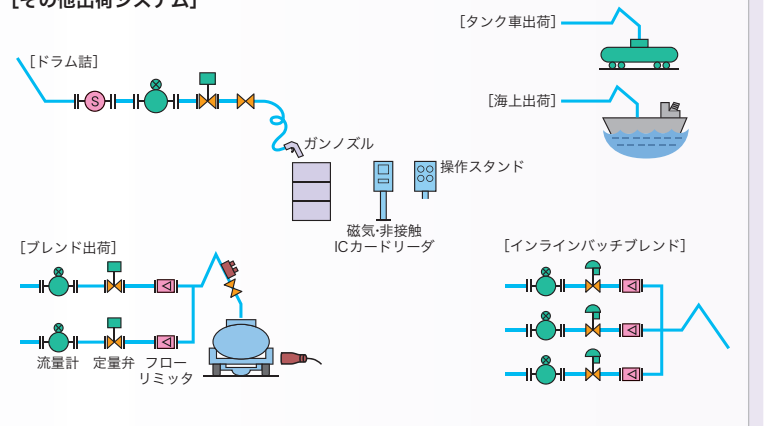 [その他出荷システム]
[タンク車出荷]
[ドラム詰]
S
[海上出荷]
ガンノズル
操作スタンド
磁気・非接触
ICカードリーダ
[ブレンド出荷]
[インラインバッチブレンド]
流量計 定量弁 フロー
リミッタ